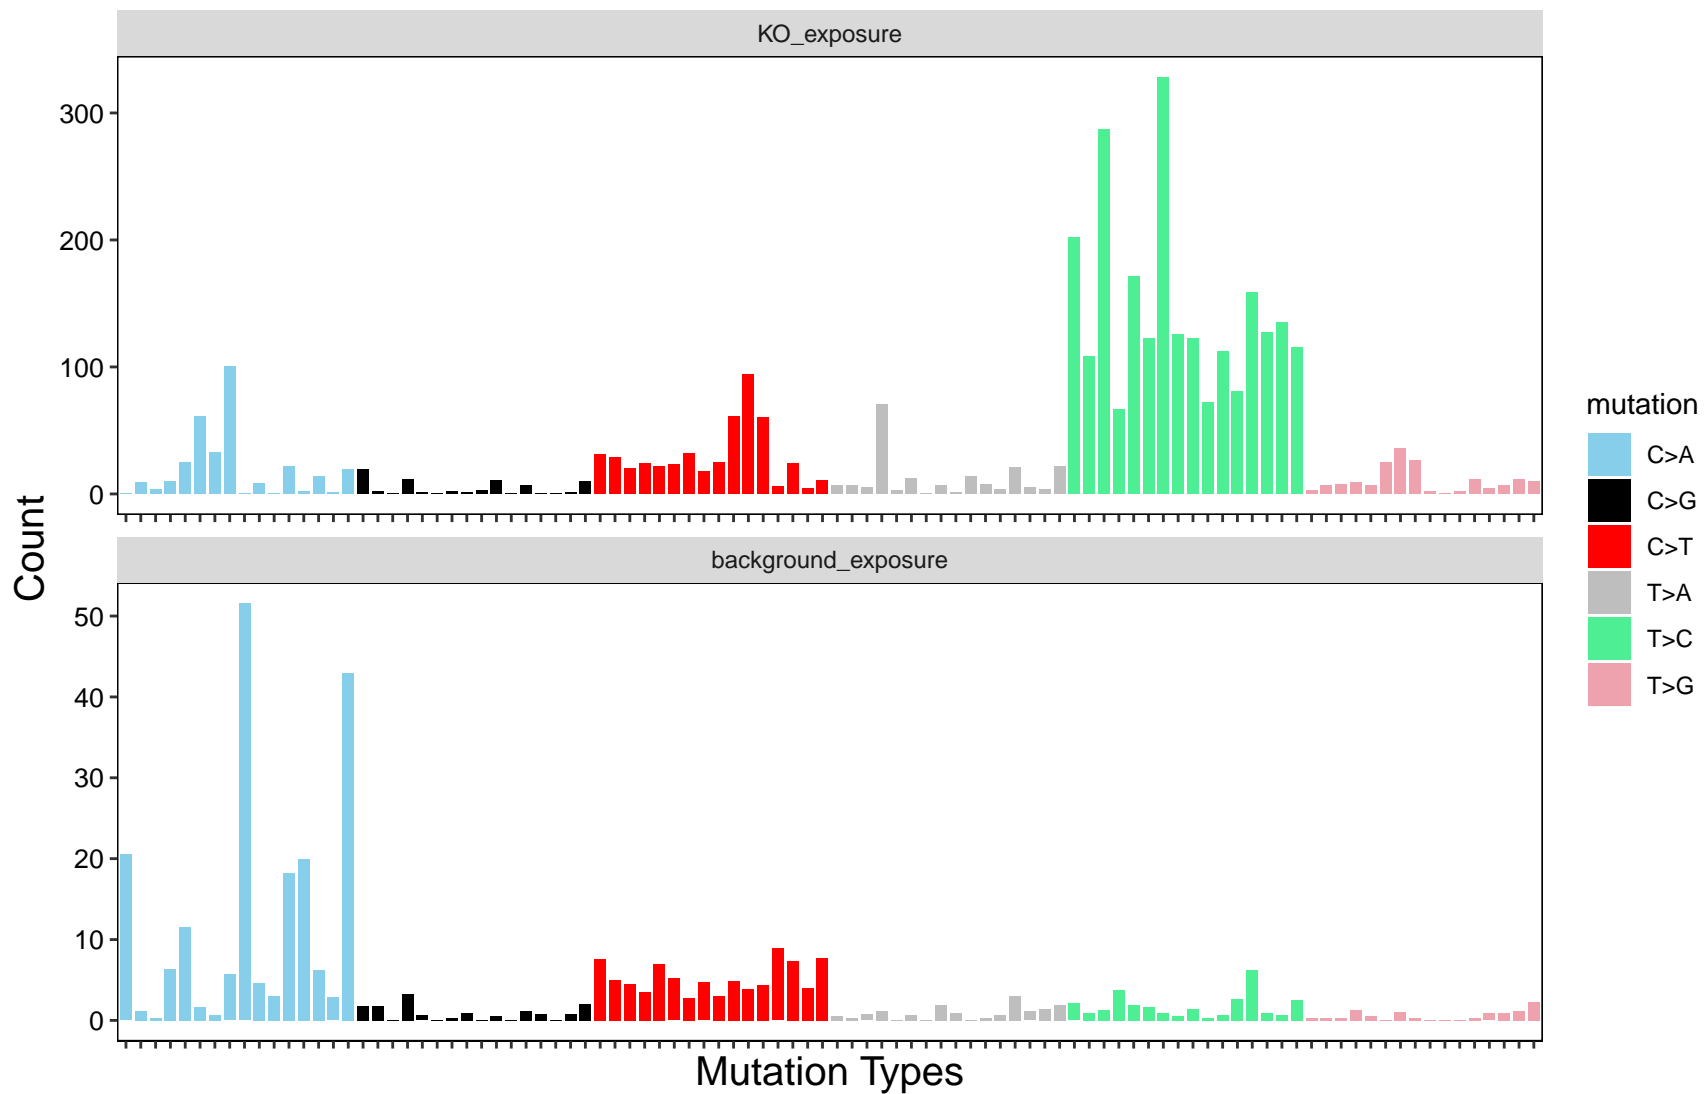 KO_exposure
300
200
100
0
background_exposure
50
40
30
20
10
0
Count
Mutation Types
mutation
C>A
C>G
C>T
T>A
T>C
T>G